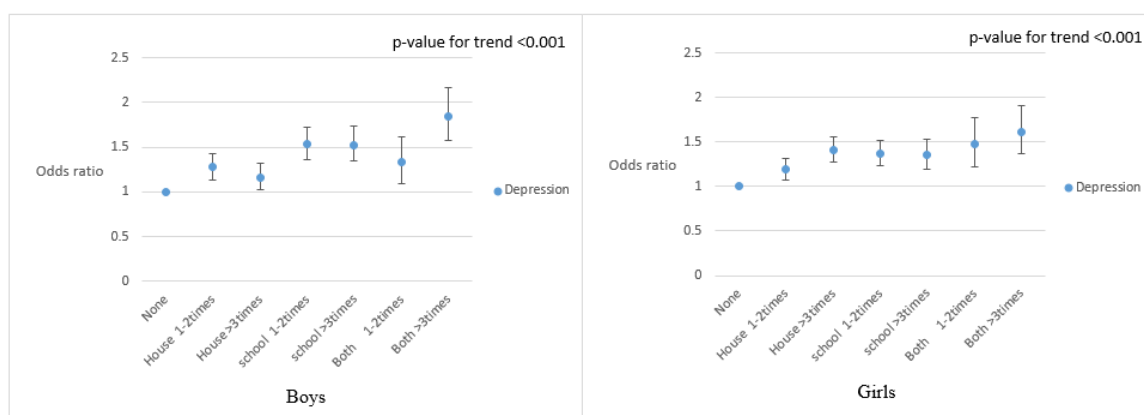 p-value for trend <0.001
2.5
2
1.5
1
0.5
0
Odds ratio
Depression
None
House 1-2times
House >3times
school 1-2times
school >3times
Both 1-2times
Both >3times
Boys
p-value for trend <0.001
2.5
2
1.5
1
0.5
0
Odds ratio
Depression
None
House 1-2times
House >3times
school 1-2times
school >3times
Both 1-2times
Both >3times
Girls